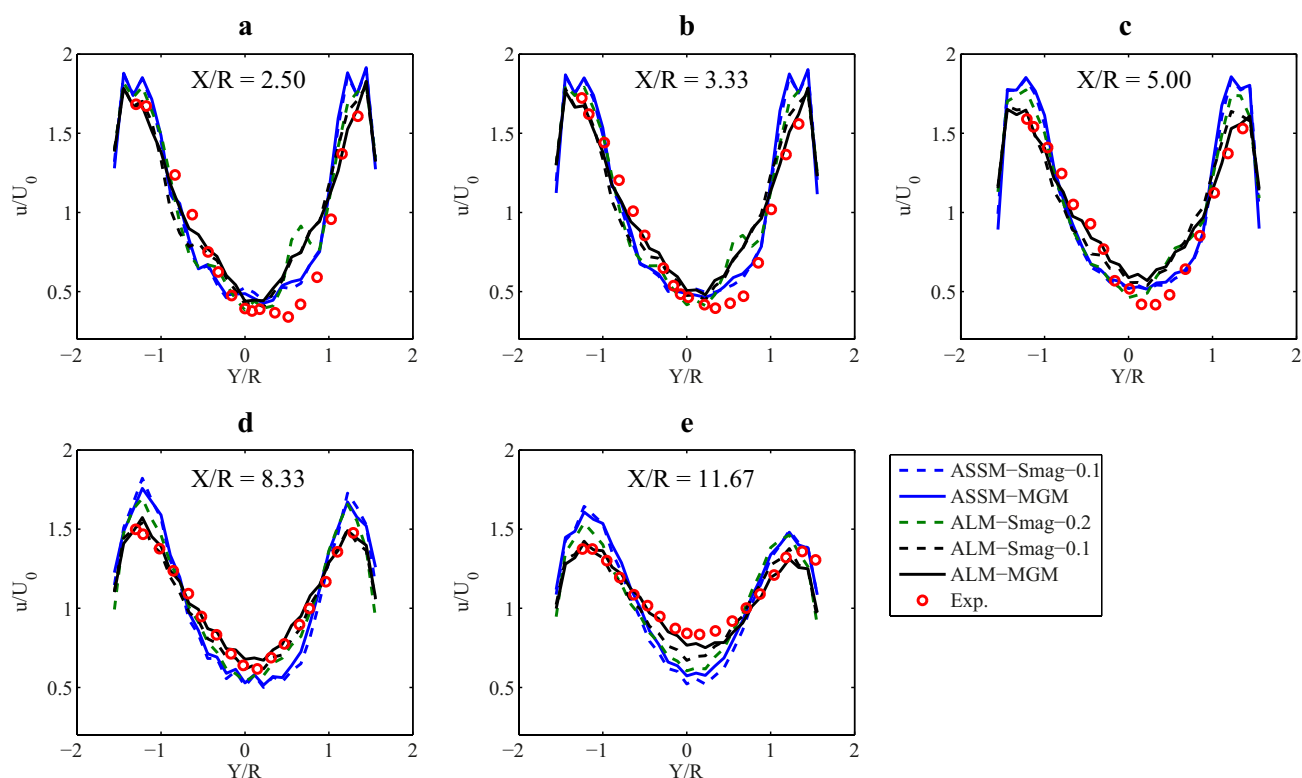 a
X/R = 2.50
2
1.5
1
0.5
u/U0
−2
−1
0
1
2
Y/R
b
X/R = 3.33
2
1.5
1
0.5
u/U0
−2
−1
0
1
2
Y/R
c
X/R = 5.00
2
1.5
1
0.5
u/U0
−2
−1
0
1
2
Y/R
d
X/R = 8.33
2
1.5
1
0.5
u/U0
−2
−1
0
1
2
Y/R
e
X/R = 11.67
2
1.5
1
0.5
u/U0
−2
−1
0
1
2
Y/R
ASSM−Smag−0.1
ASSM−MGM
ALM−Smag−0.2
ALM−Smag−0.1
ALM−MGM
Exp.